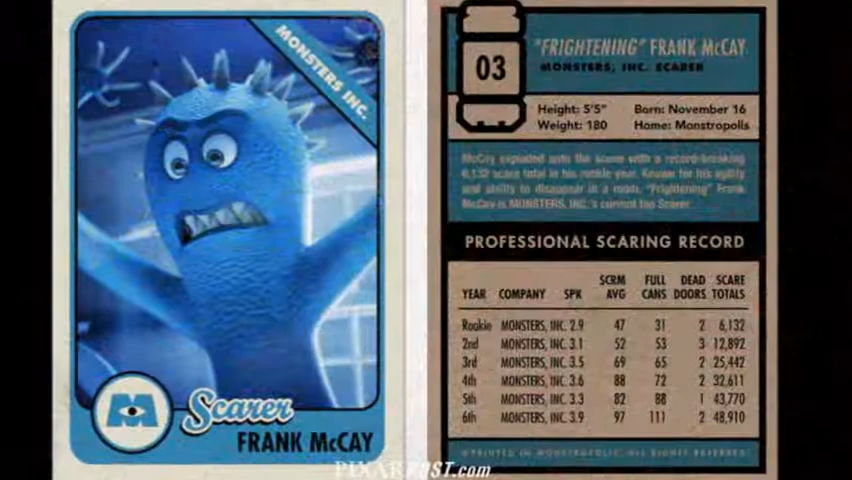 MONSTERS, INC.
Scarer
FRANK McCAY
03
"FRIGHTENING" FRANK McCAY
MONSTERS, INC. SCARER
Height: 5'5" Born: November 16
Weight: 180 Home: Monstropolis
McCay exploded onto the scene with a record-breaking
6,132 scare total in his rookie year. Known for his agility
and ability to disappear in a room, "Frightening" Frank
McCay is MONSTERS, INC.'s current top Scarer.
PROFESSIONAL SCARING RECORD
YEAR COMPANY SPK SCRM AVG FULL CANS DEAD DOORS SCARE TOTALS
Rookie MONSTERS, INC. 2.9 47 31 2 6,132
2nd MONSTERS, INC. 3.1 52 53 3 12,892
3rd MONSTERS, INC. 3.5 69 65 2 25,442
4th MONSTERS, INC. 3.6 88 72 2 32,611
5th MONSTERS, INC. 3.3 82 88 1 43,770
6th MONSTERS, INC. 3.9 97 111 2 48,910
©PRINTED IN MONSTROPOLIS, ALL RIGHTS RESERVED.
PIXARPOST.com